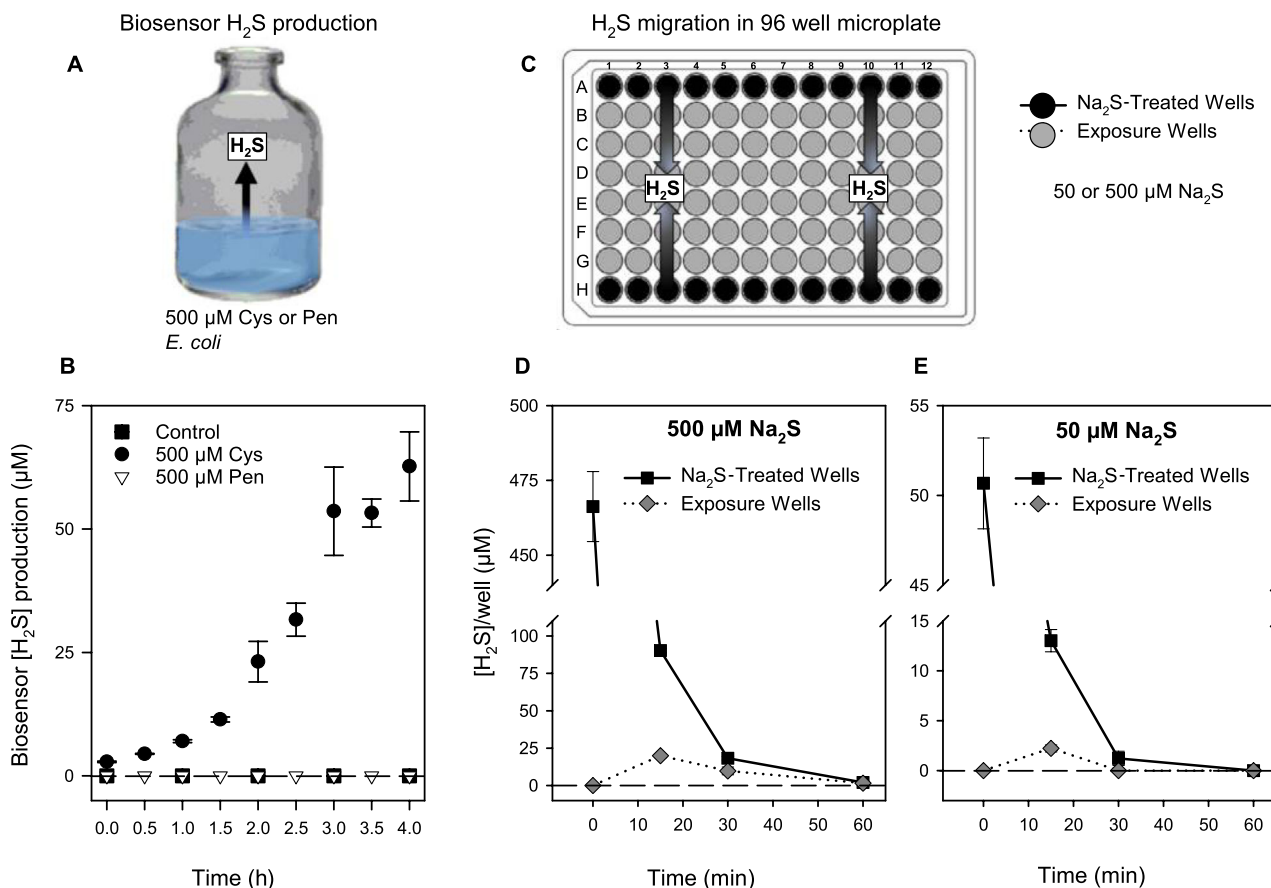 Biosensor H₂S production
H₂S migration in 96 well microplate
A
H₂S
500 µM Cys or Pen
E. coli
C
1 2 3 4 5 6 7 8 9 10 11 12
A
B
C
D
E
F
G
H
H₂S
H₂S
Na₂S-Treated Wells
Exposure Wells
50 or 500 µM Na₂S
B
Biosensor [H₂S] production (µM)
75
50
25
0
Control
500 µM Cys
500 µM Pen
0.0 0.5 1.0 1.5 2.0 2.5 3.0 3.5 4.0
Time (h)
D
[H₂S]/well (µM)
500
475
450
100
75
50
25
0
500 µM Na₂S
Na₂S-Treated Wells
Exposure Wells
0 10 20 30 40 50 60
Time (min)
E
55
50
45
15
10
5
0
50 µM Na₂S
Na₂S-Treated Wells
Exposure Wells
0 10 20 30 40 50 60
Time (min)